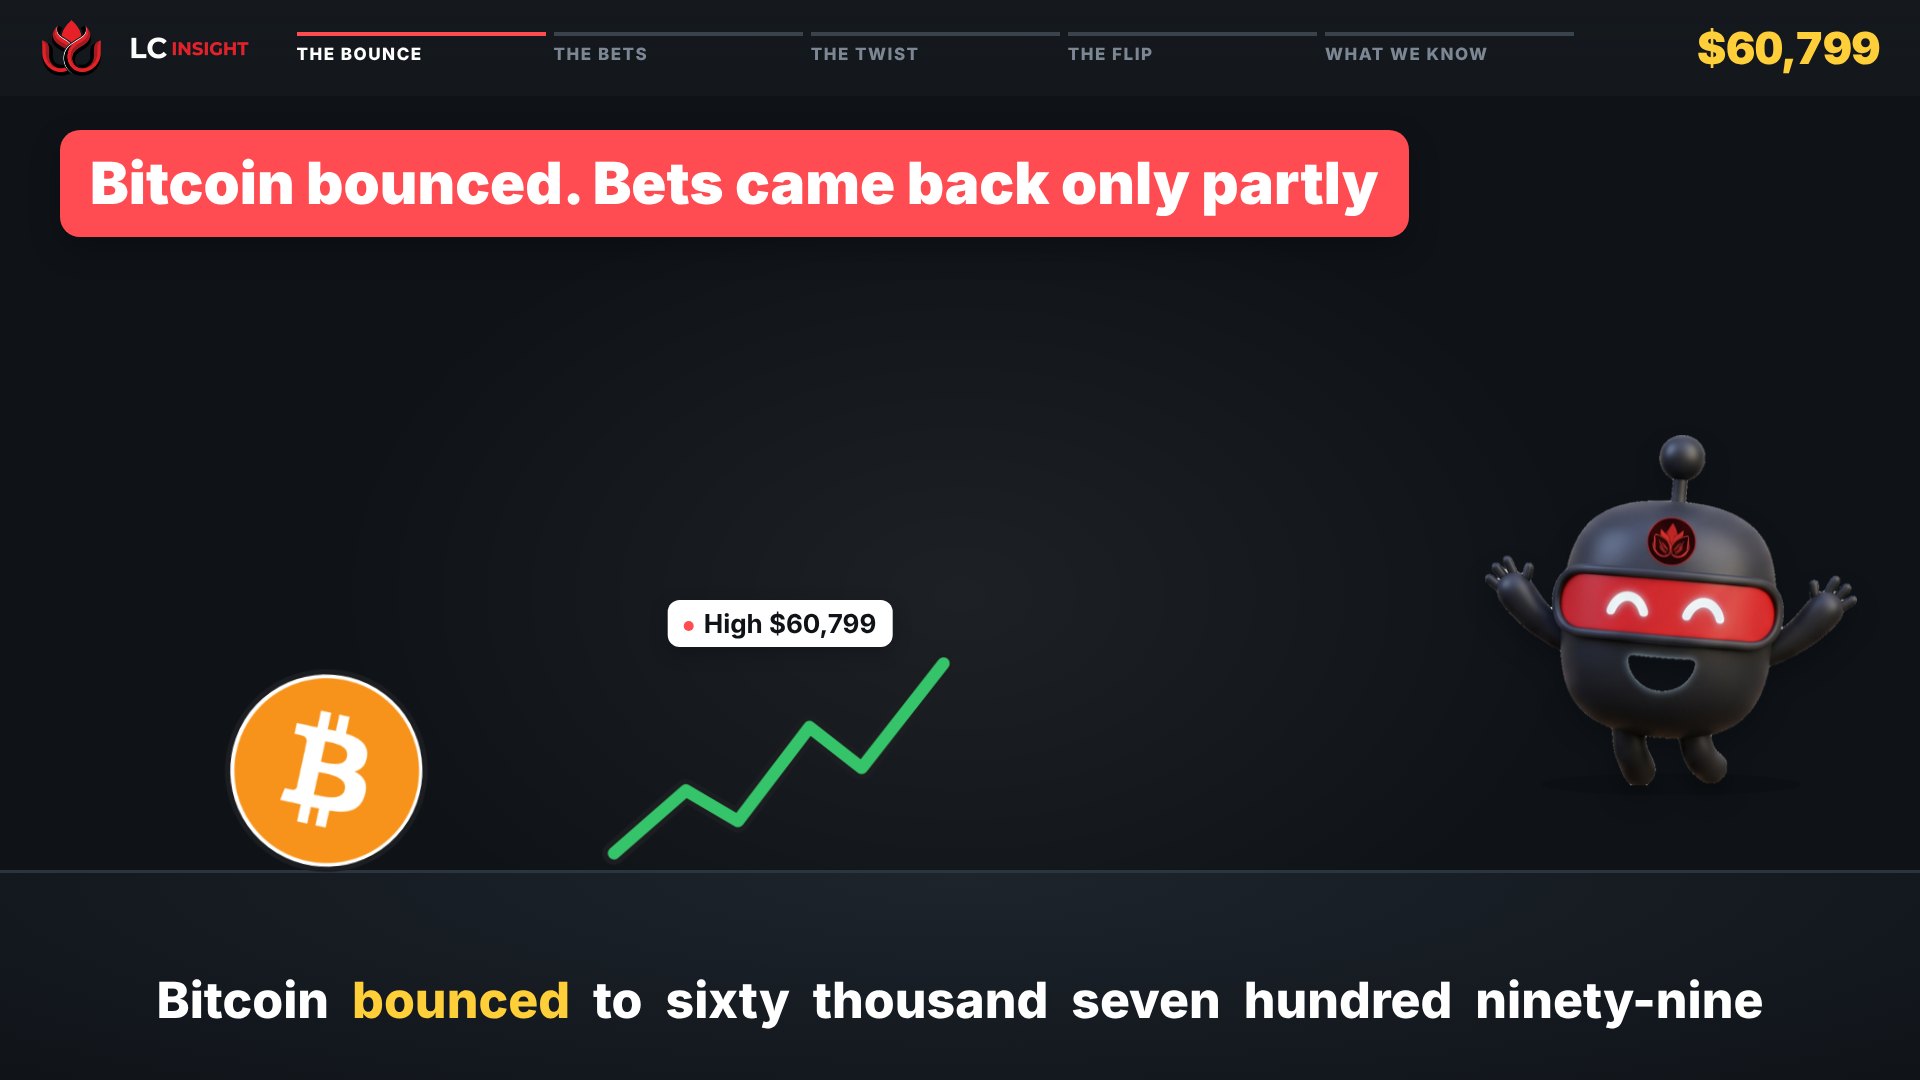 LC INSIGHT
THE BOUNCE
THE BETS
THE TWIST
THE FLIP
WHAT WE KNOW
$60,799
Bitcoin bounced. Bets came back only partly
High $60,799
Bitcoin bounced to sixty thousand seven hundred ninety-nine